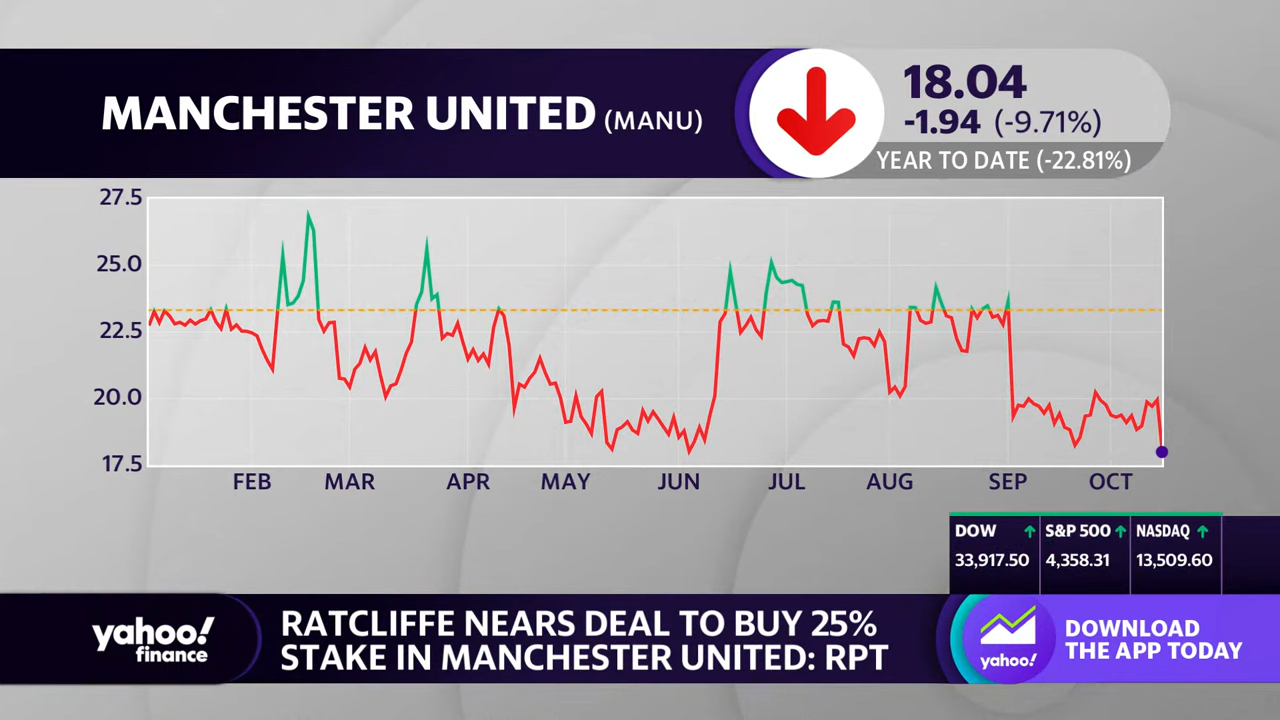 MANCHESTER UNITED (MANU)
18.04
-1.94 (-9.71%)
YEAR TO DATE (-22.81%)
27.5
25.0
22.5
20.0
17.5
FEB MAR APR MAY JUN JUL AUG SEP OCT
DOW S&P 500 NASDAQ
33,917.50 4,358.31 13,509.60
yahoo!
finance
RATCLIFFE NEARS DEAL TO BUY 25%
STAKE IN MANCHESTER UNITED: RPT
yahoo!
DOWNLOAD
THE APP TODAY